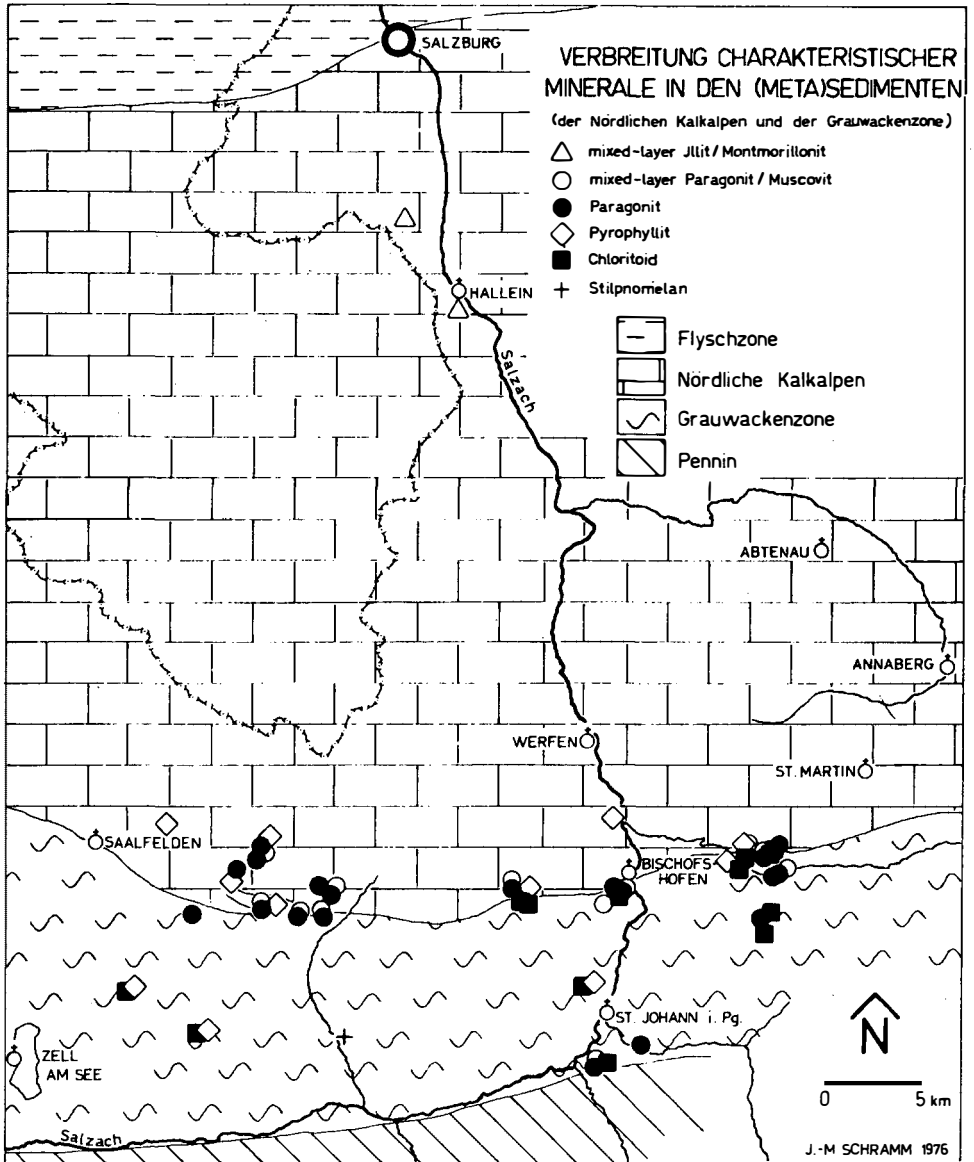 SALZBURG
VERBREITUNG CHARAKTERISTISCHER
MINERALE IN DEN (META)SEDIMENTEN
(der Nördlichen Kalkalpen und der Grauwackenzone)
mixed-layer Jllit/Montmorillonit
mixed-layer Paragonit/Muscovit
Paragonit
Pyrophyllit
Chloritoid
Stilpnomelan
HALLEIN
Salzach
Flyschzone
Nördliche Kalkalpen
Grauwackenzone
Pennin
ABTENAU
ANNABERG
WERFEN
ST. MARTIN
SAALFELDEN
BISCHOFS-
HOFEN
ST. JOHANN i. Pg.
N
ZELL
AM SEE
0 5 km
Salzach
J.-M SCHRAMM 1976